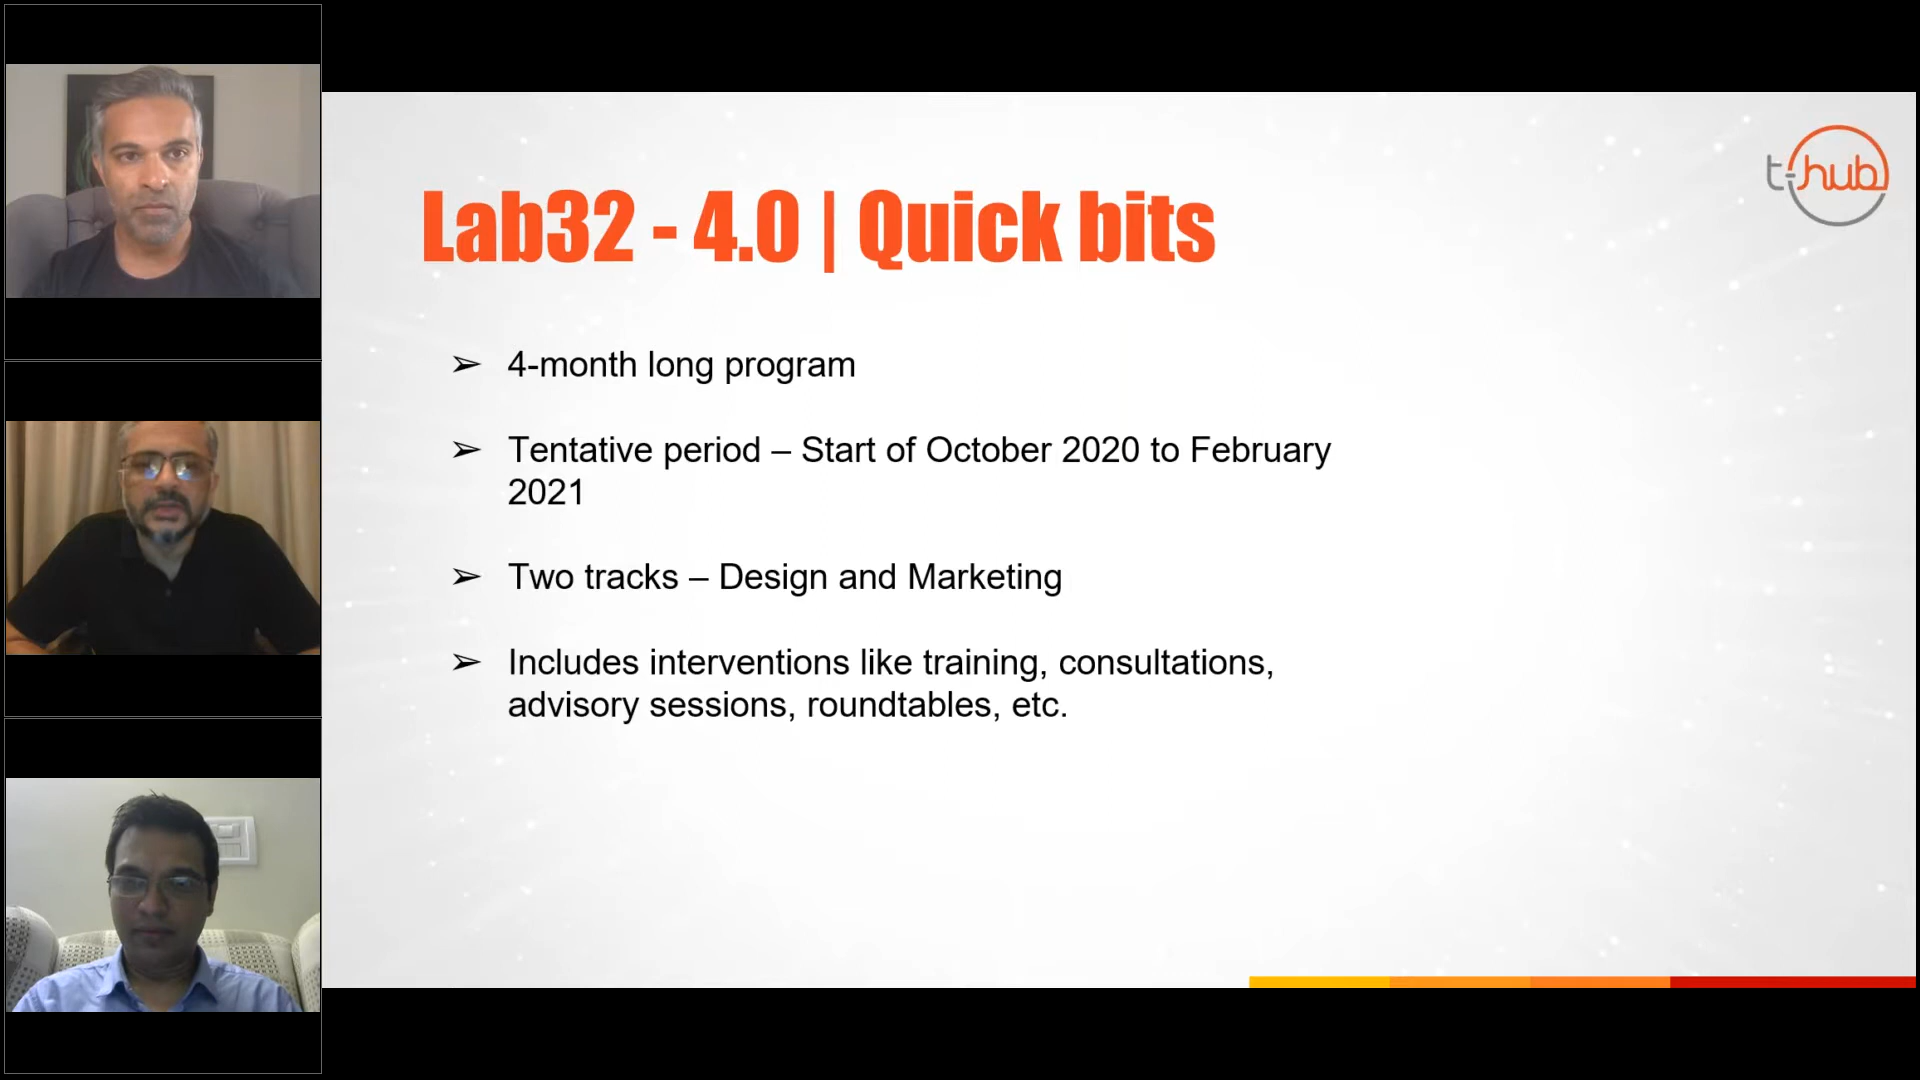 t-hub
Lab32 - 4.0 | Quick bits
➢ 4-month long program
➢ Tentative period – Start of October 2020 to February
2021
➢ Two tracks – Design and Marketing
➢ Includes interventions like training, consultations,
advisory sessions, roundtables, etc.